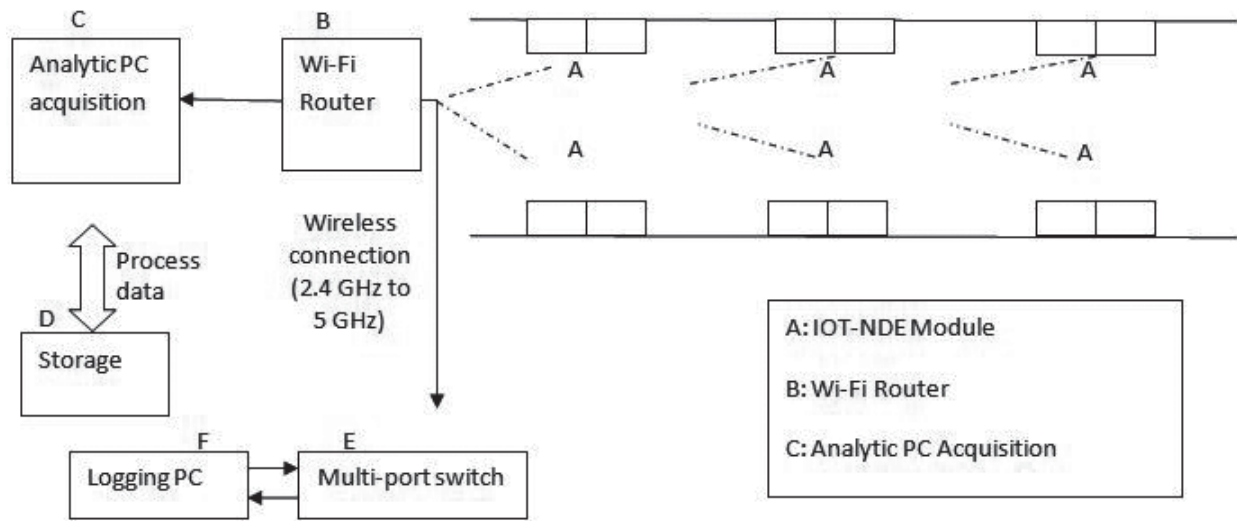 C
Analytic PC
acquisition
B
Wi-Fi
Router
A
A
A
A
A
A
Wireless
connection
(2.4 GHz to
5 GHz)
Process
data
D
Storage
F
Logging PC
E
Multi-port switch
A: IOT-NDE Module
B: Wi-Fi Router
C: Analytic PC Acquisition